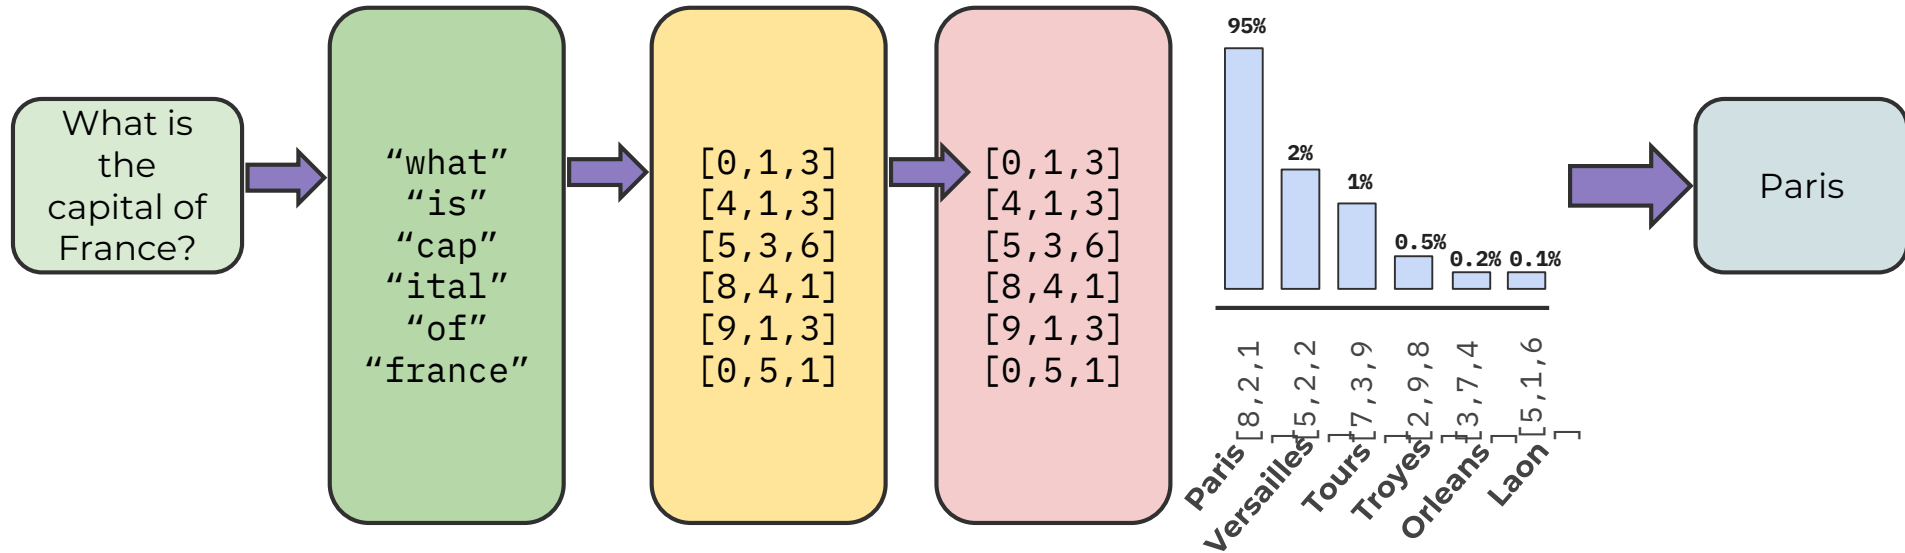 What is
the
capital of
France?
“what”
“is”
“cap”
“ital”
“of”
“france”
[0,1,3]
[4,1,3]
[5,3,6]
[8,4,1]
[9,1,3]
[0,5,1]
[0,1,3]
[4,1,3]
[5,3,6]
[8,4,1]
[9,1,3]
[0,5,1]
95%
2%
1%
0.5%
0.2%
0.1%
[8,2,1]
[5,2,2]
[7,3,9]
[2,9,8]
[3,7,4]
[5,1,6]
Paris
Versailles
Tours
Troyes
Orleans
Laon
Paris